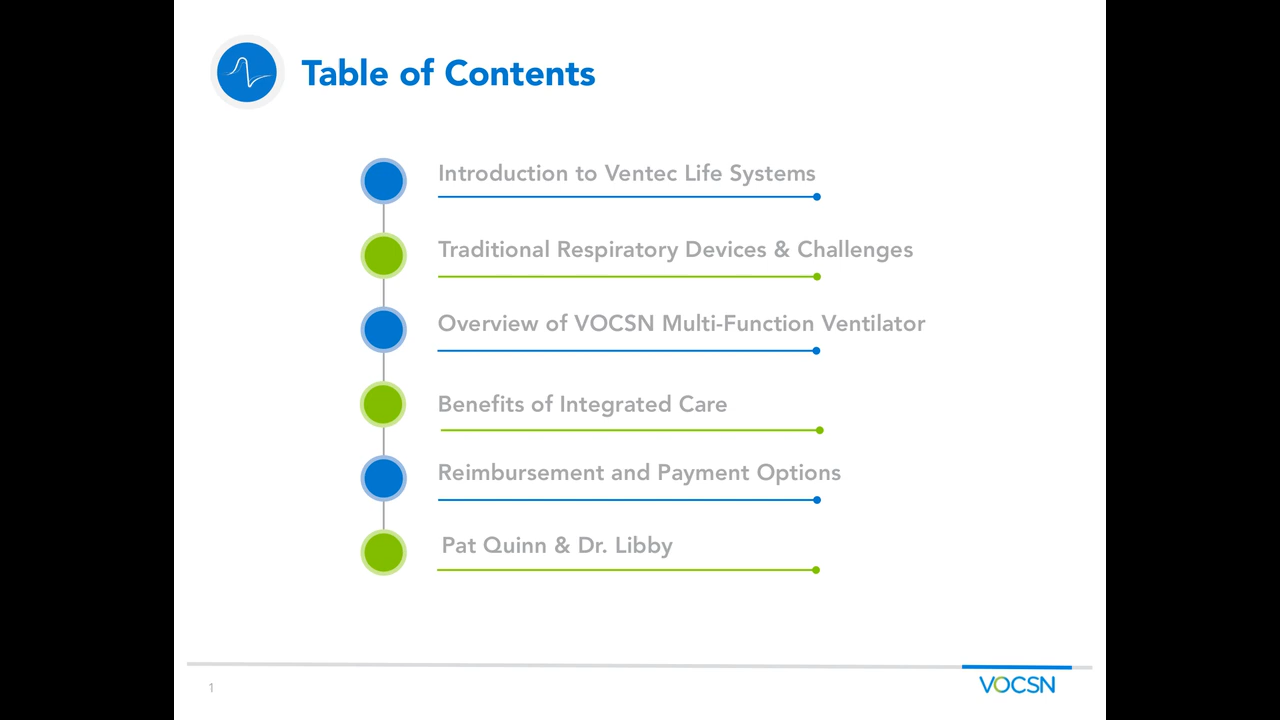 Table of Contents
Introduction to Ventec Life Systems
Traditional Respiratory Devices & Challenges
Overview of VOCSN Multi-Function Ventilator
Benefits of Integrated Care
Reimbursement and Payment Options
Pat Quinn & Dr. Libby
1
VOCSN